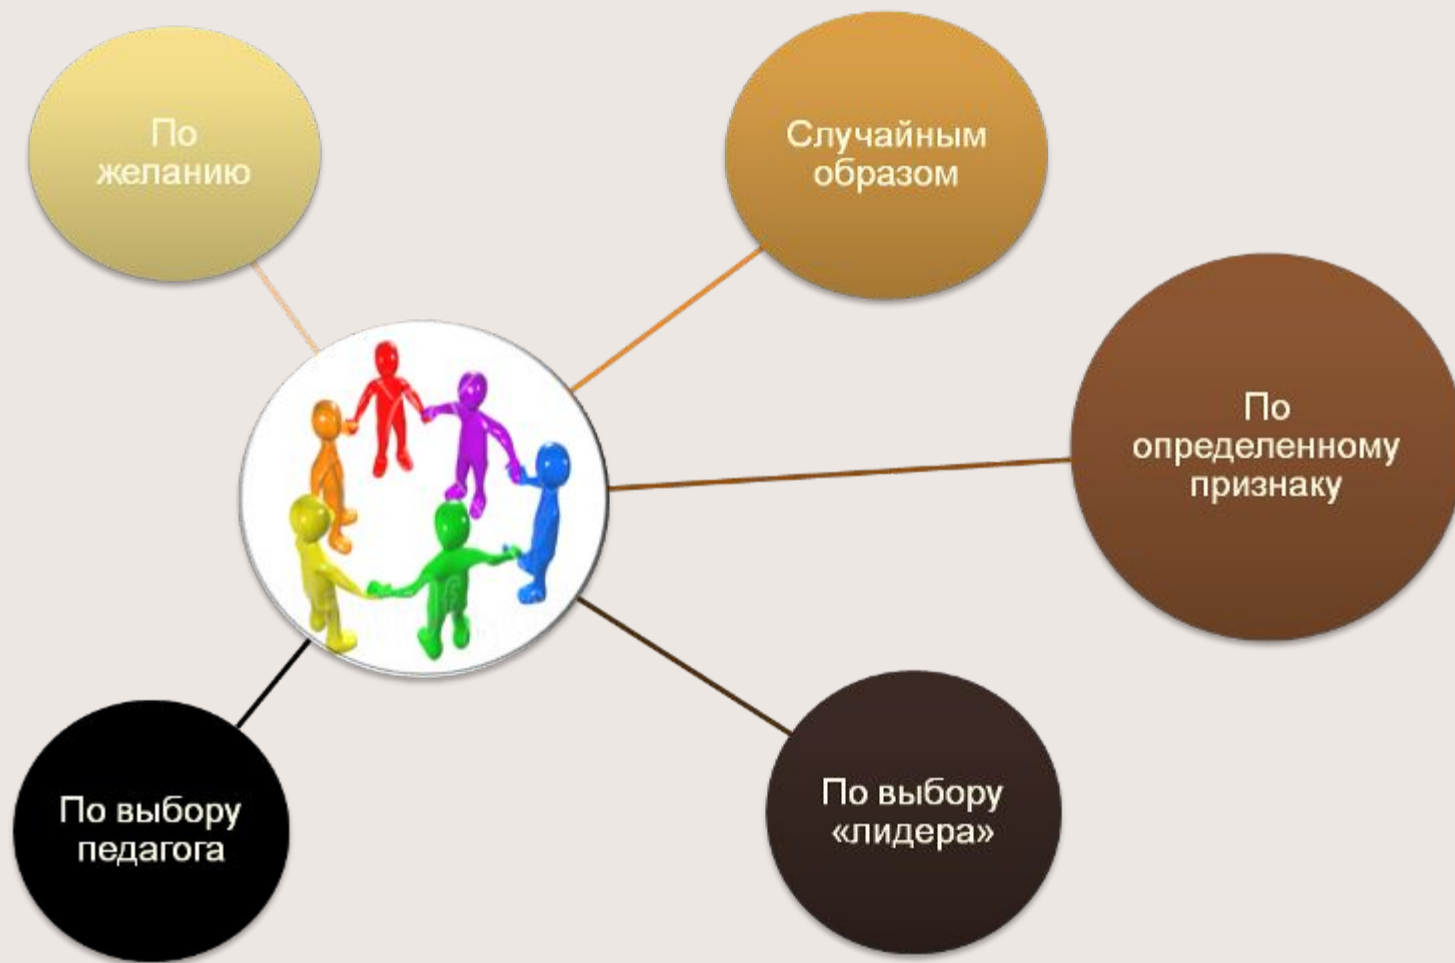 По
желанию
Случайным
образом
По
определенному
признаку
По выбору
«лидера»
По выбору
педагога